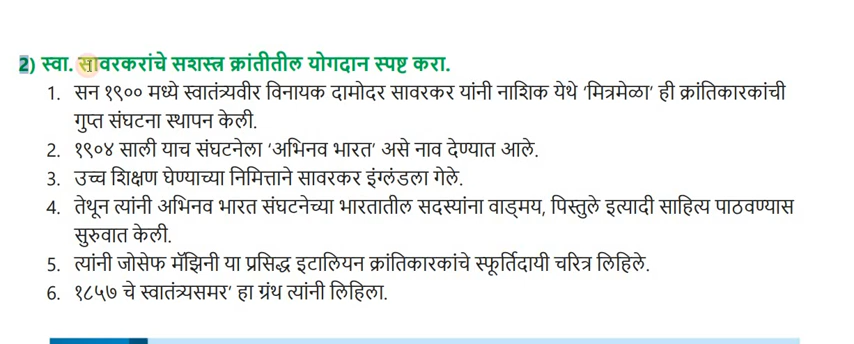 2) स्वा. सावरकरांचे सशस्त्र क्रांतीतील योगदान स्पष्ट करा.
1. सन १९०० मध्ये स्वातंत्र्यवीर विनायक दामोदर सावरकर यांनी नाशिक येथे ‘मित्रमेळा’ ही क्रांतिकारकांची
गुप्त संघटना स्थापन केली.
2. १९०४ साली याच संघटनेला ‘अभिनव भारत’ असे नाव देण्यात आले.
3. उच्च शिक्षण घेण्याच्या निमित्ताने सावरकर इंग्लंडला गेले.
4. तेथून त्यांनी अभिनव भारत संघटनेच्या भारतातील सदस्यांना वाड्मय, पिस्तुले इत्यादी साहित्य पाठवण्यास
सुरुवात केली.
5. त्यांनी जोसेफ मॅझिनी या प्रसिद्ध इटालियन क्रांतिकारकांचे स्फूर्तिदायी चरित्र लिहिले.
6. १८५७ चे स्वातंत्र्यसमर’ हा ग्रंथ त्यांनी लिहिला.